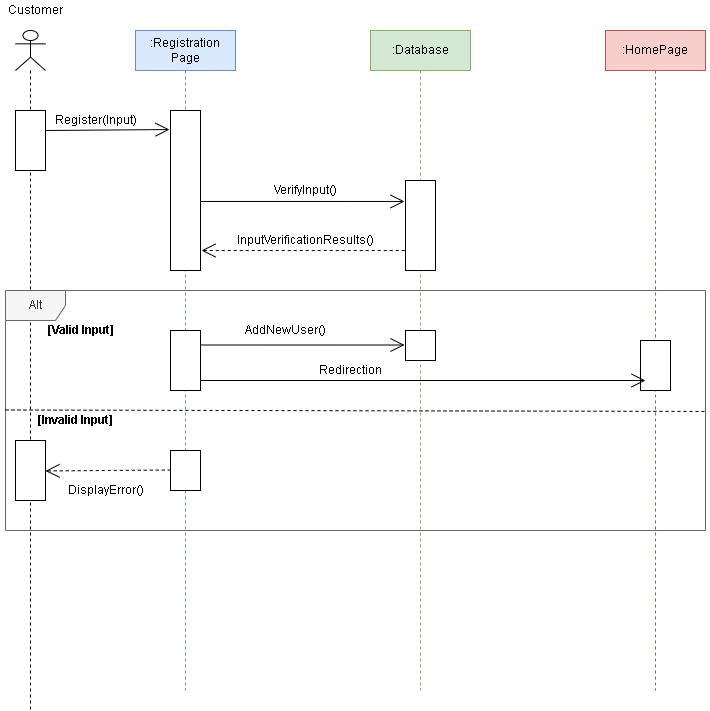 Customer
:Registration
Page
:Database
:HomePage
Register(Input)
VerifyInput()
InputVerificationResults()
Alt
[Valid Input]
AddNewUser()
Redirection
[Invalid Input]
DisplayError()